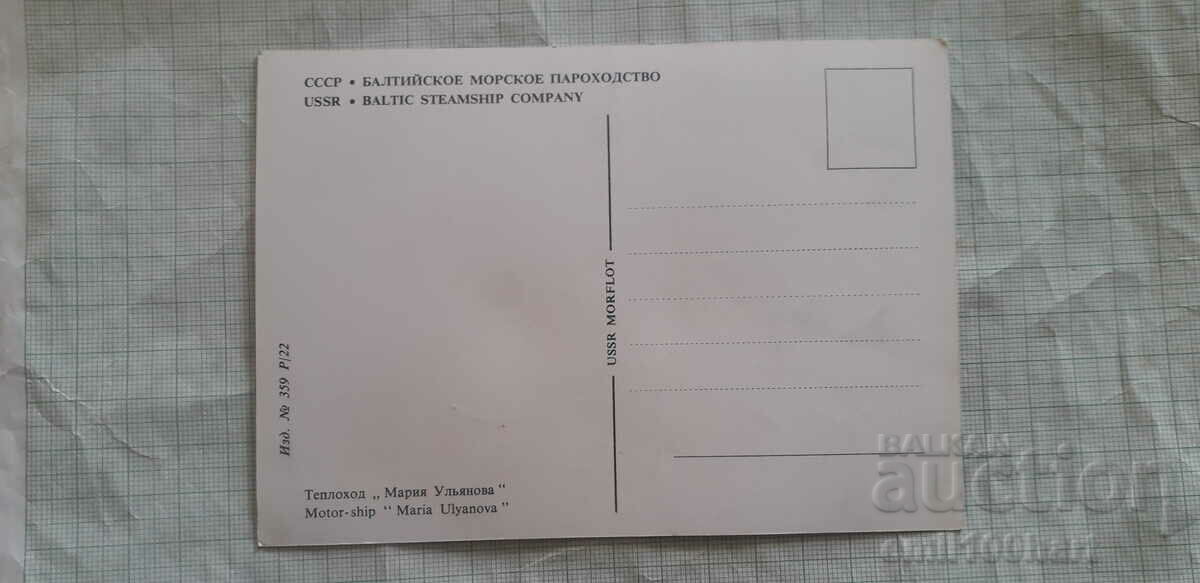 СССР • БАЛТИЙСКОЕ МОРСКОЕ ПАРОХОДСТВО
USSR • BALTIC STEAMSHIP COMPANY
USSR MORFLOT
Изд. № 359 Р/22
Теплоход „Мария Ульянова“
Motor-ship “Maria Ulyanova”
BALKAN
auction